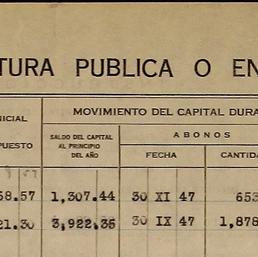 TURA PUBLICA O EN
NICIAL
PUESTO
MOVIMIENTO DEL CAPITAL DURA
SALDO DEL CAPITAL
AL PRINCIPIO
DEL AÑO
ABONOS
FECHA
CANTIDA
58.57 1,307.44 30 XI 47 653
21.30 3,922.35 30 IX 47 1,878